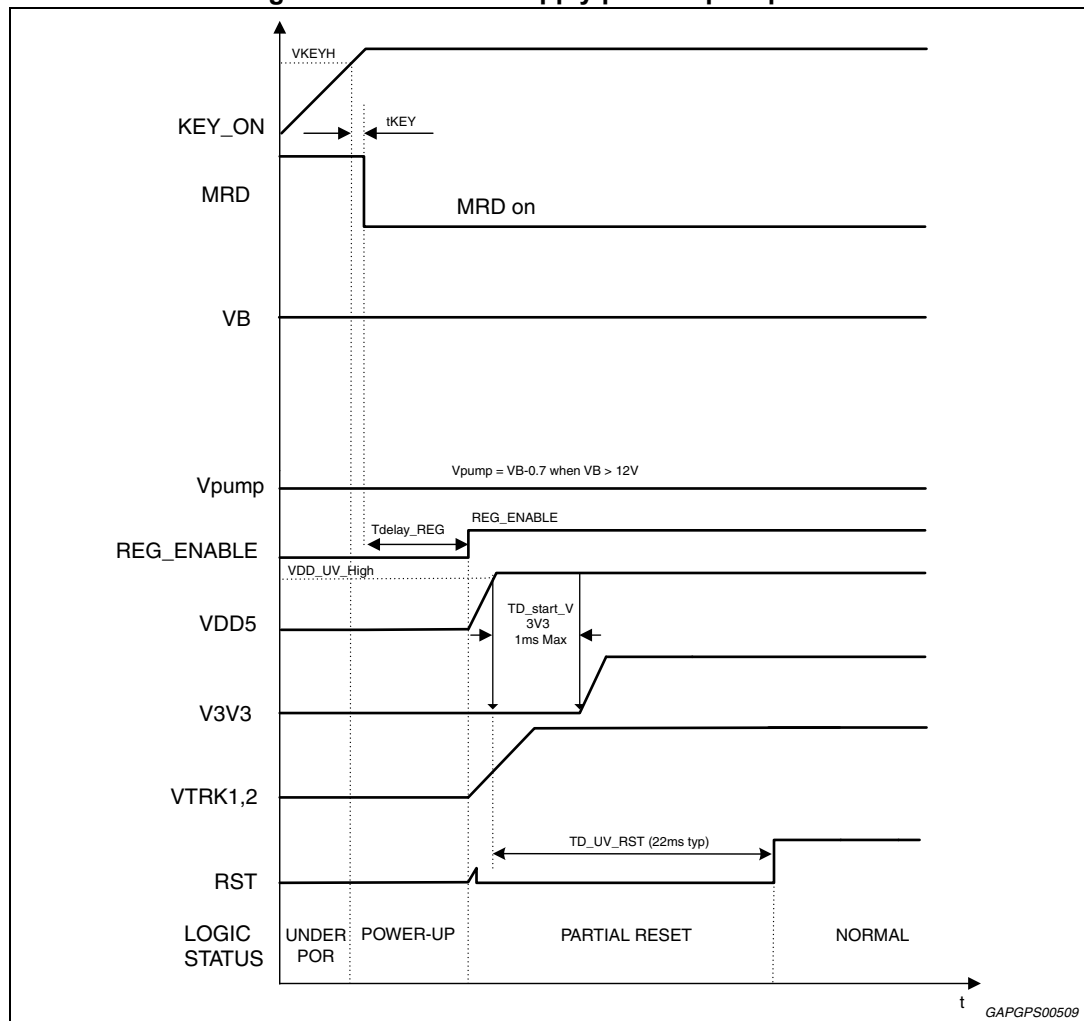 VKEYH
KEY_ON
tKEY
MRD
MRD on
VB
Vpump = VB-0.7 when VB > 12V
Vpump
REG_ENABLE
Tdelay_REG
REG_ENABLE
VDD_UV_High
TD_start_V
3V3
1ms Max
VDD5
V3V3
VTRK1,2
TD_UV_RST (22ms typ)
RST
LOGIC
STATUS
UNDER
POR
POWER-UP
PARTIAL RESET
NORMAL
t
GAPGPS00509